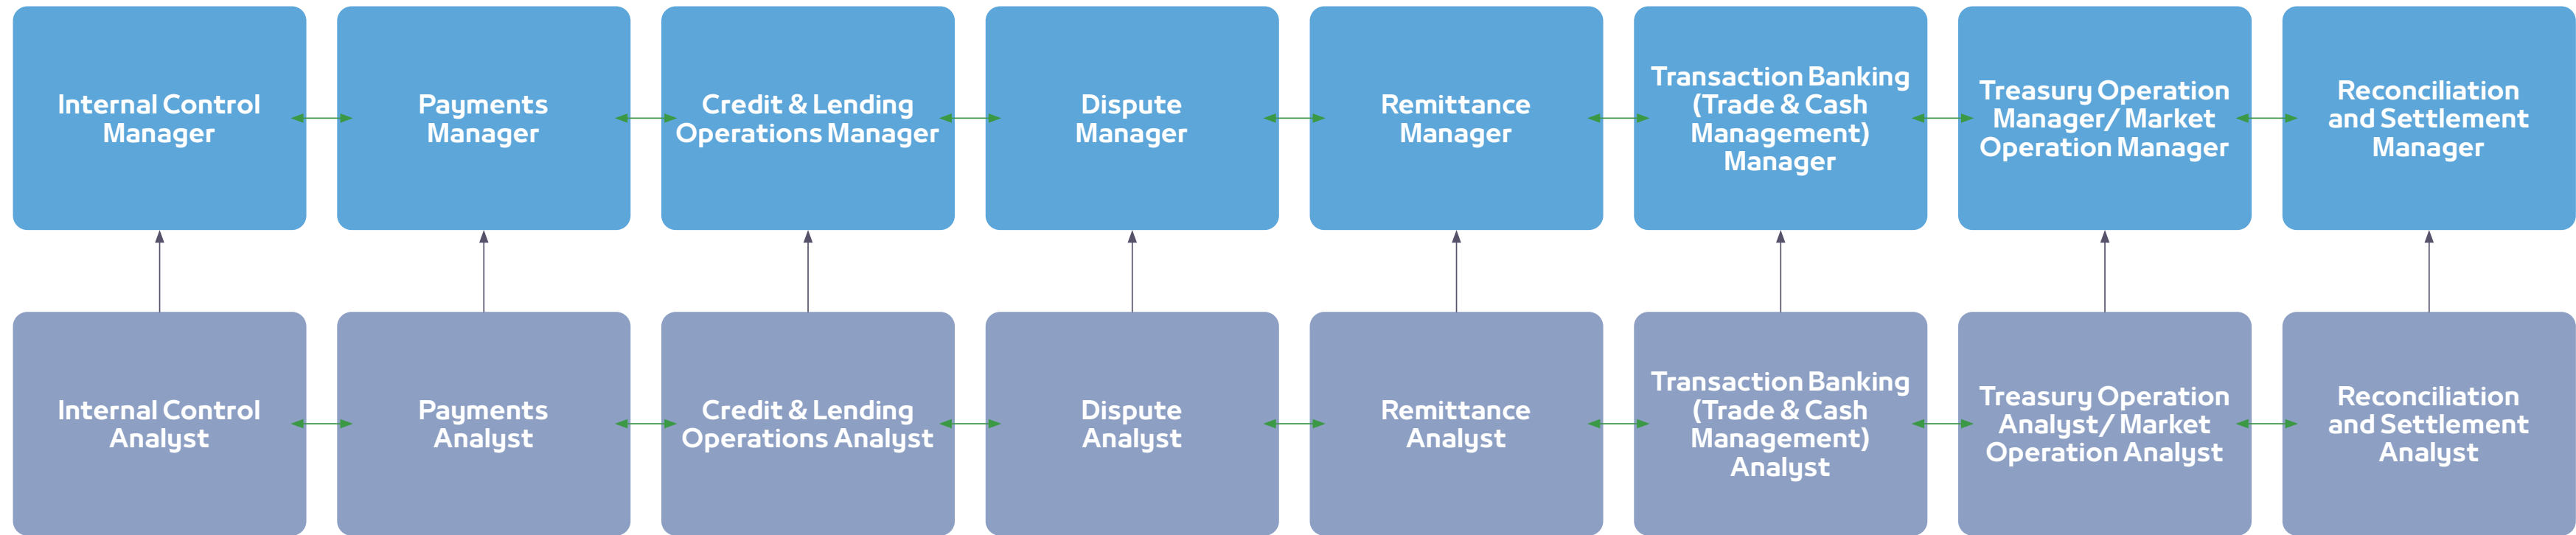 Internal Control
Manager
Payments
Manager
Credit & Lending
Operations Manager
Dispute
Manager
Remittance
Manager
Transaction Banking
(Trade & Cash
Management)
Manager
Treasury Operation
Manager/ Market
Operation Manager
Reconciliation
and Settlement
Manager
Internal Control
Analyst
Payments
Analyst
Credit & Lending
Operations Analyst
Dispute
Analyst
Remittance
Analyst
Transaction Banking
(Trade & Cash
Management)
Analyst
Treasury Operation
Analyst/ Market
Operation Analyst
Reconciliation
and Settlement
Analyst